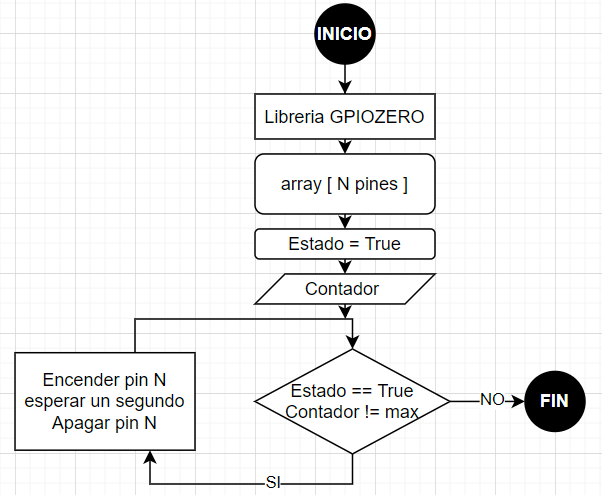 INICIO
Libreria GPIOZERO
array [ N pines ]
Estado = True
Contador
Estado == True
Contador != max
NO
FIN
Encender pin N
esperar un segundo
Apagar pin N
SI